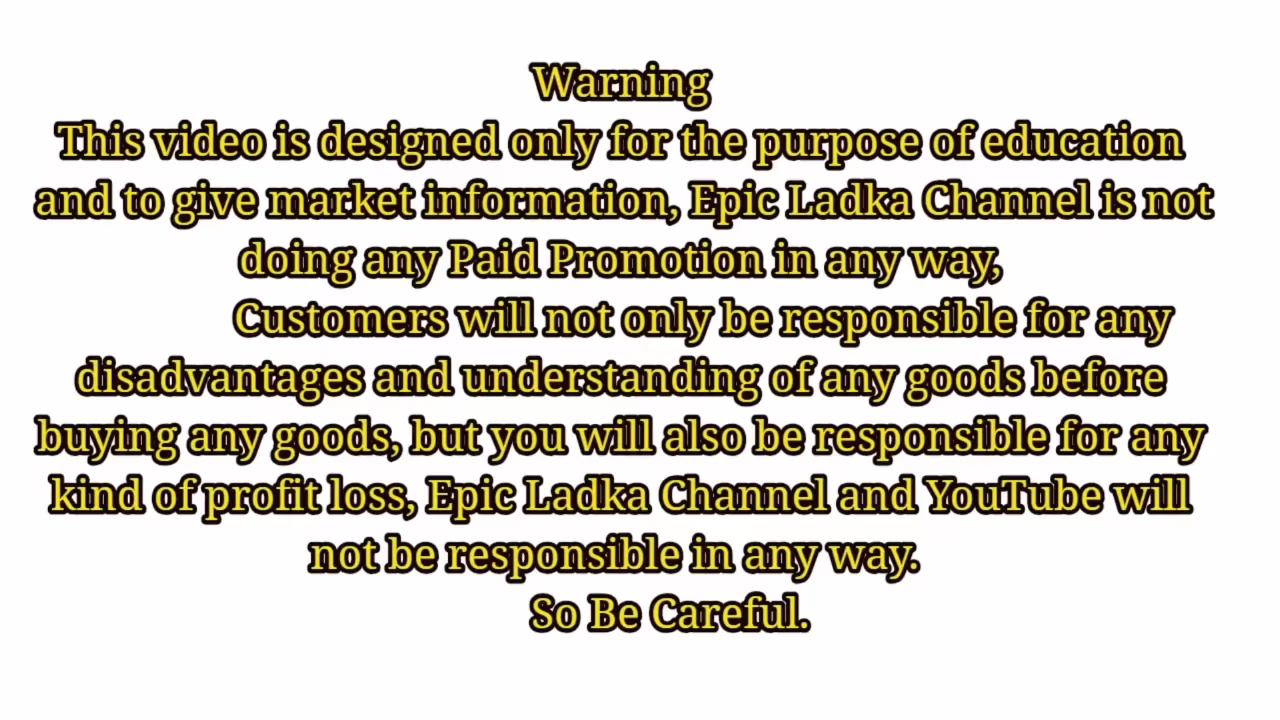 Warning
This video is designed only for the purpose of education
and to give market information, Epic Ladka Channel is not
doing any Paid Promotion in any way,
Customers will not only be responsible for any
disadvantages and understanding of any goods before
buying any goods, but you will also be responsible for any
kind of profit loss, Epic Ladka Channel and YouTube will
not be responsible in any way.
So Be Careful.